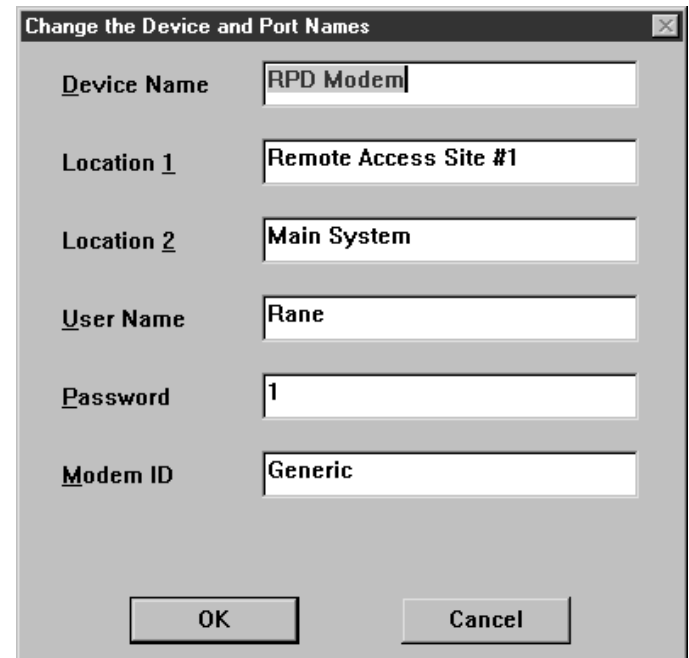 Change the Device and Port Names
Device Name RPD Modem
Location 1 Remote Access Site #1
Location 2 Main System
User Name Rane
Password 1
Modem ID Generic
OK Cancel